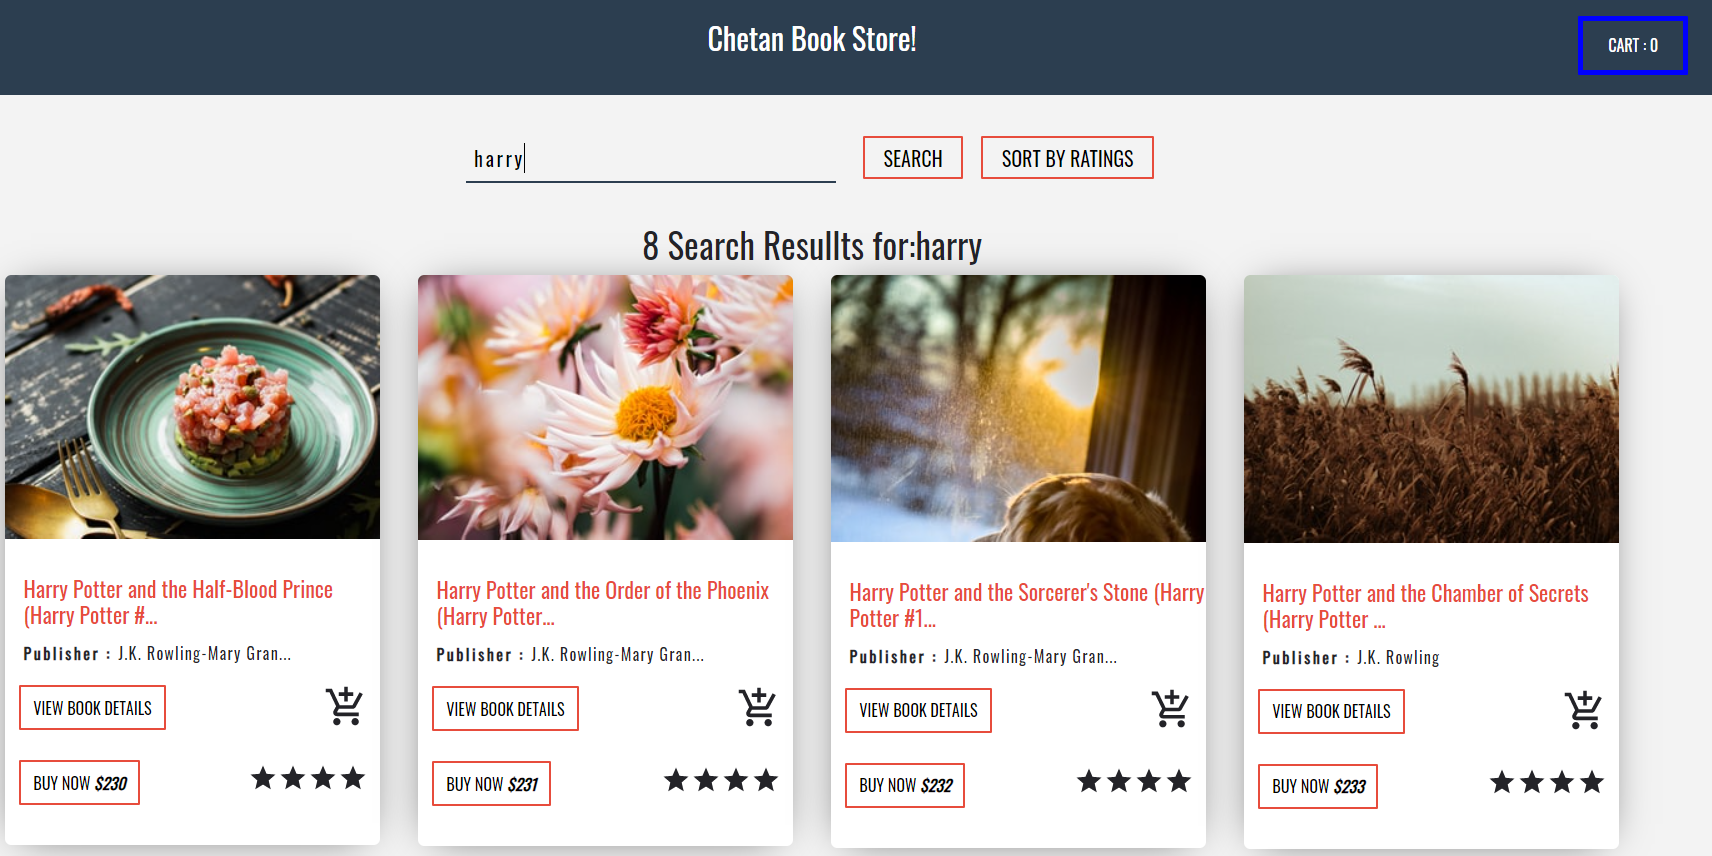 Chetan Book Store!
CART : 0
harry
SEARCH
SORT BY RATINGS
8 Search Resullts for:harry
Harry Potter and the Half-Blood Prince
(Harry Potter #...
Publisher : J.K. Rowling-Mary Gran...
VIEW BOOK DETAILS
BUY NOW $230
Harry Potter and the Order of the Phoenix
(Harry Potter...
Publisher : J.K. Rowling-Mary Gran...
VIEW BOOK DETAILS
BUY NOW $231
Harry Potter and the Sorcerer's Stone (Harry
Potter #1...
Publisher : J.K. Rowling-Mary Gran...
VIEW BOOK DETAILS
BUY NOW $232
Harry Potter and the Chamber of Secrets
(Harry Potter ...
Publisher : J.K. Rowling
VIEW BOOK DETAILS
BUY NOW $233